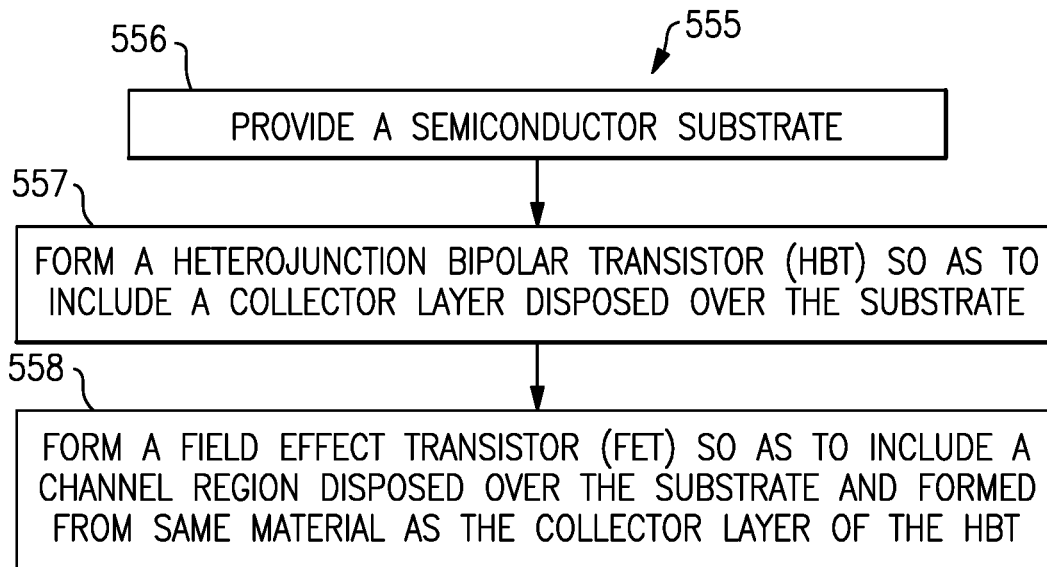 555
556
PROVIDE A SEMICONDUCTOR SUBSTRATE
557
FORM A HETEROJUNCTION BIPOLAR TRANSISTOR (HBT) SO AS TO
INCLUDE A COLLECTOR LAYER DISPOSED OVER THE SUBSTRATE
558
FORM A FIELD EFFECT TRANSISTOR (FET) SO AS TO INCLUDE A
CHANNEL REGION DISPOSED OVER THE SUBSTRATE AND FORMED
FROM SAME MATERIAL AS THE COLLECTOR LAYER OF THE HBT